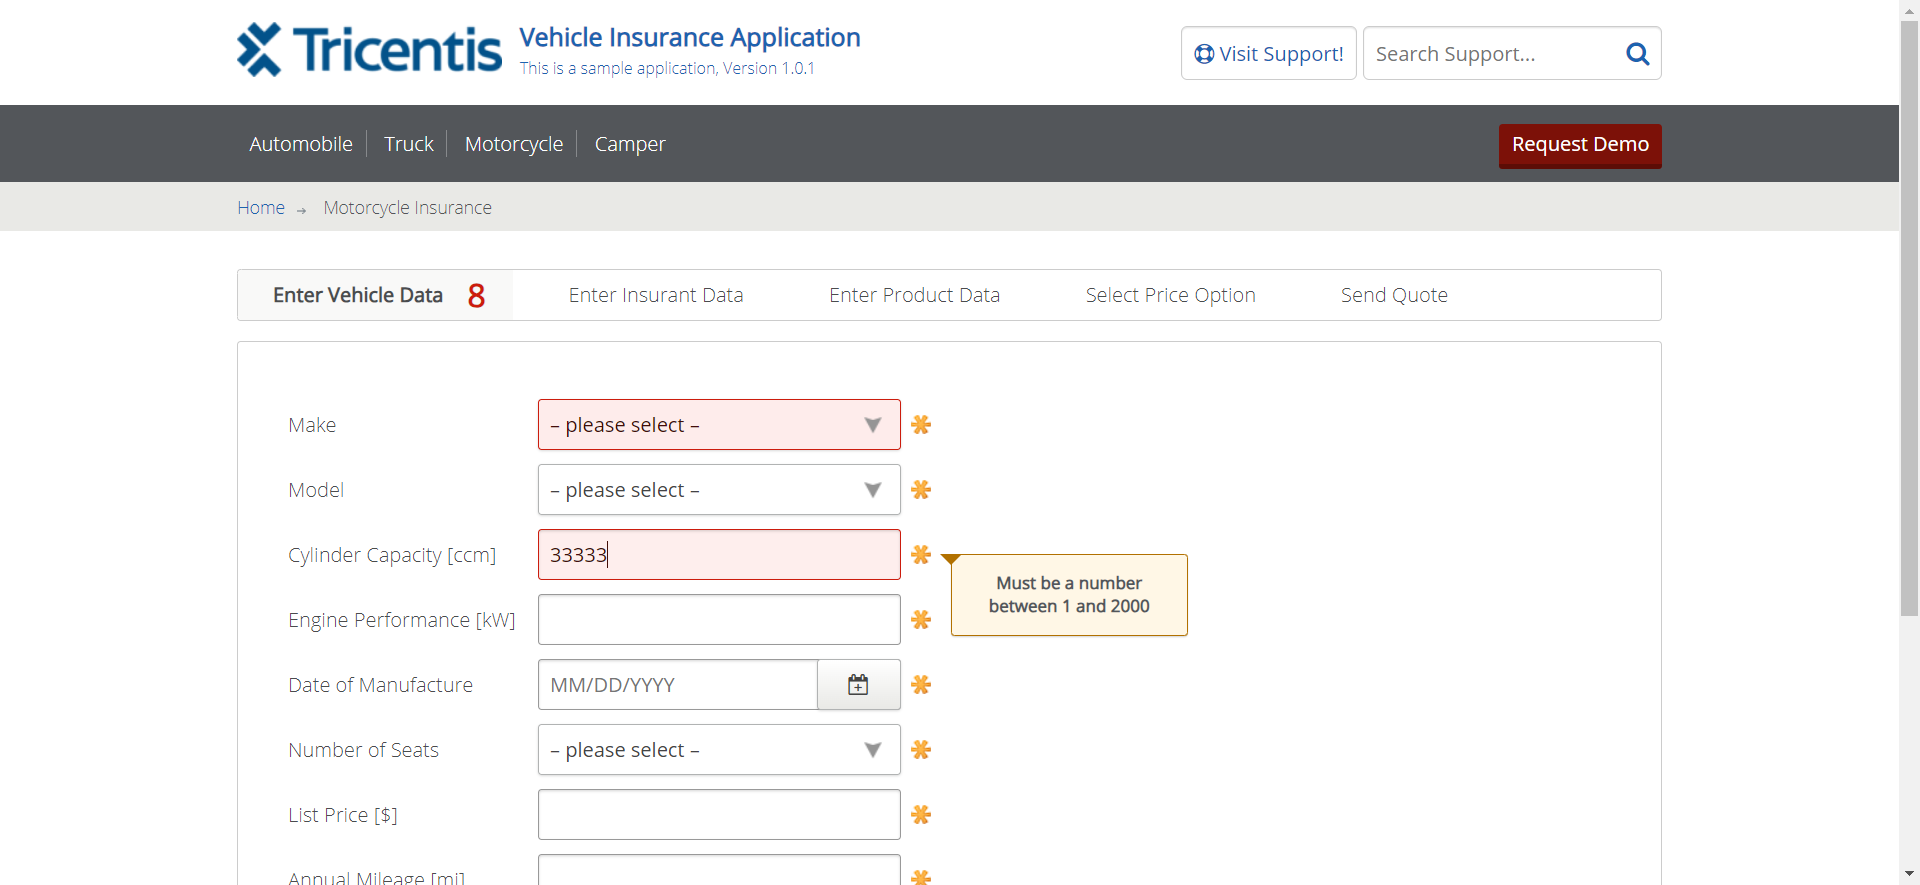 Tricentis
Vehicle Insurance Application
This is a sample application, Version 1.0.1
Visit Support!
Search Support...
Automobile
Truck
Motorcycle
Camper
Request Demo
Home → Motorcycle Insurance
Enter Vehicle Data 8
Enter Insurant Data
Enter Product Data
Select Price Option
Send Quote
Make
– please select –
Model
– please select –
Cylinder Capacity [ccm]
33333
Must be a number
between 1 and 2000
Engine Performance [kW]
Date of Manufacture
MM/DD/YYYY
Number of Seats
– please select –
List Price [$]
Annual Mileage [mi]